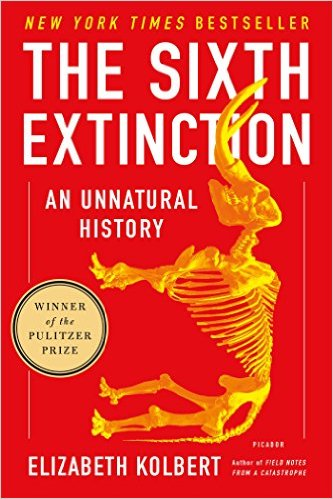 NEW YORK TIMES BESTSELLER
THE SIXTH
EXTINCTION
AN UNNATURAL
HISTORY
WINNER
of the
PULITZER
PRIZE
PICADOR
ELIZABETH KOLBERT
Author of FIELD NOTES
FROM A CATASTROPHE